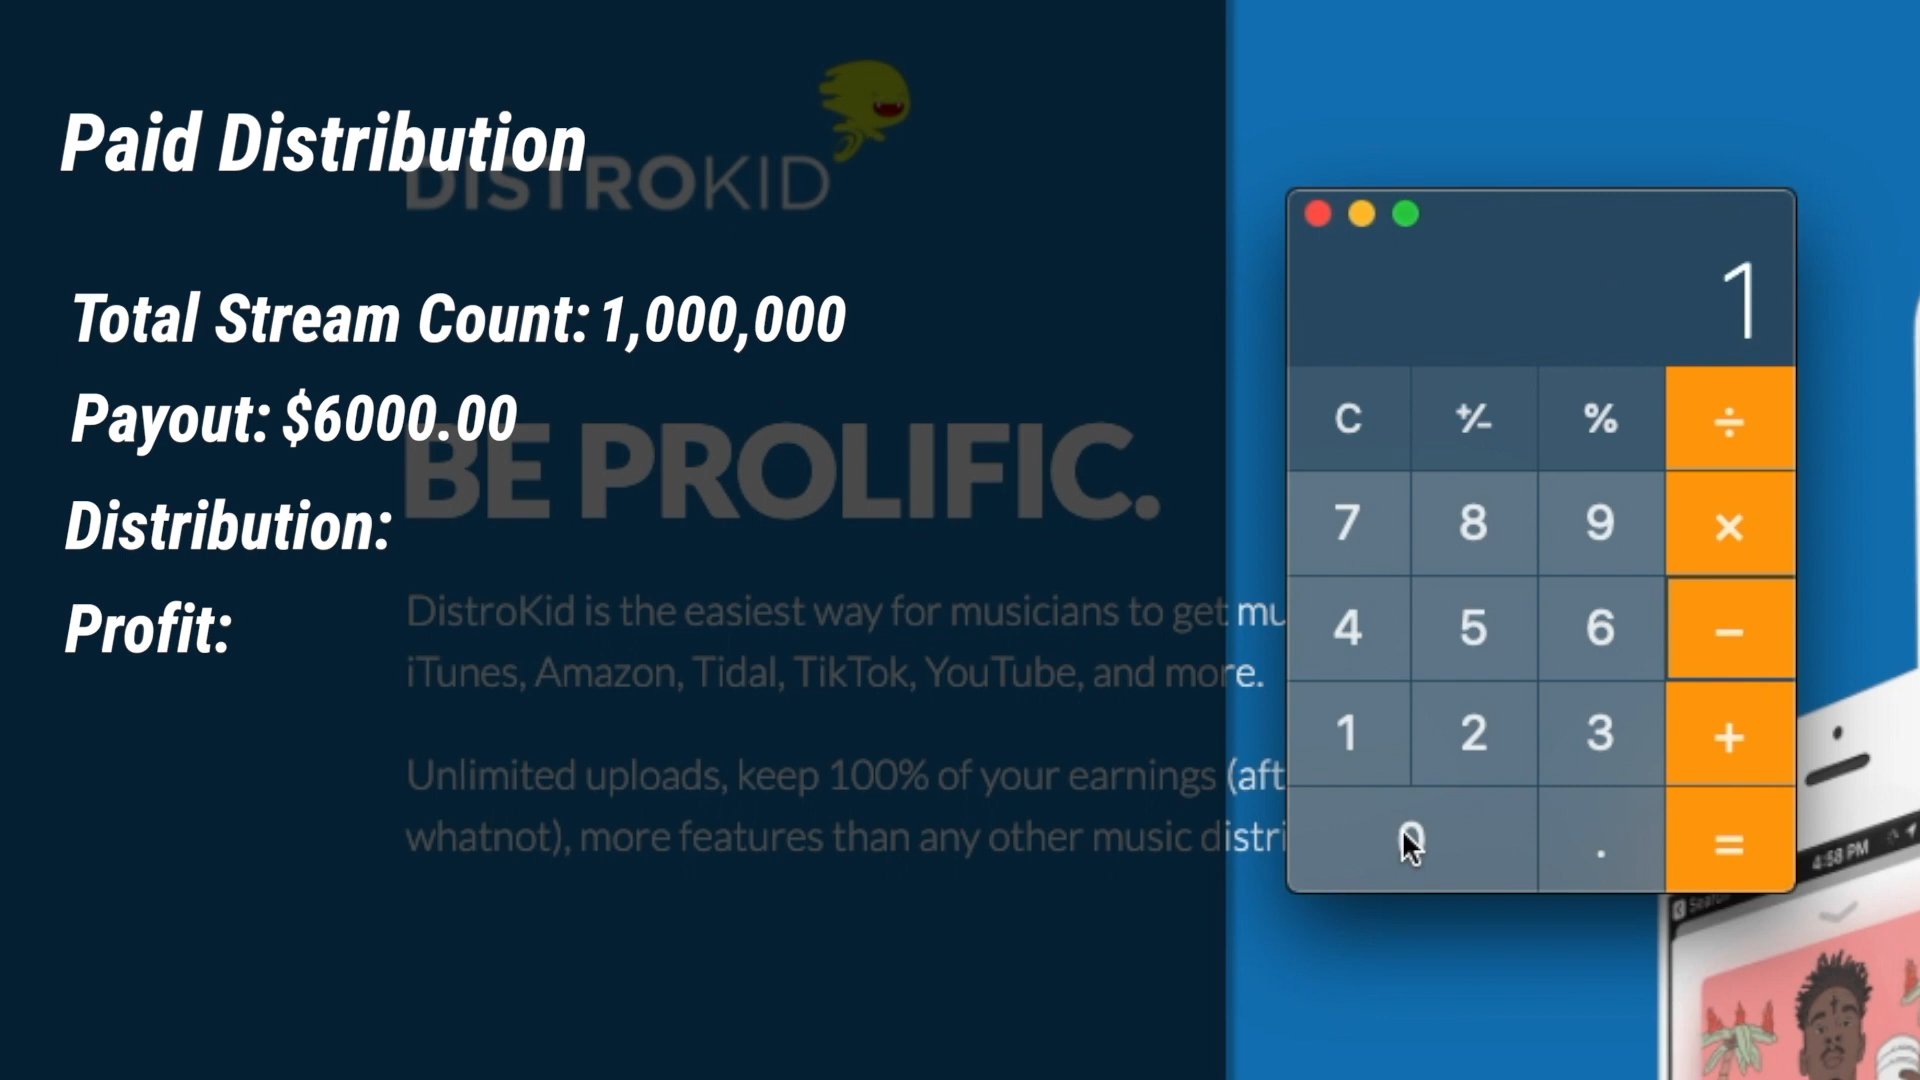 Paid Distribution
DISTROKID
Total Stream Count: 1,000,000
Payout: $6000.00
BE PROLIFIC.
Distribution:
Profit:
DistroKid is the easiest way for musicians to get mu
iTunes, Amazon, Tidal, TikTok, YouTube, and more.
Unlimited uploads, keep 100% of your earnings (aft
whatnot), more features than any other music distri
1
C +/- % ÷
7 8 9 ×
4 5 6 −
1 2 3 +
0 . =
4:58 PM